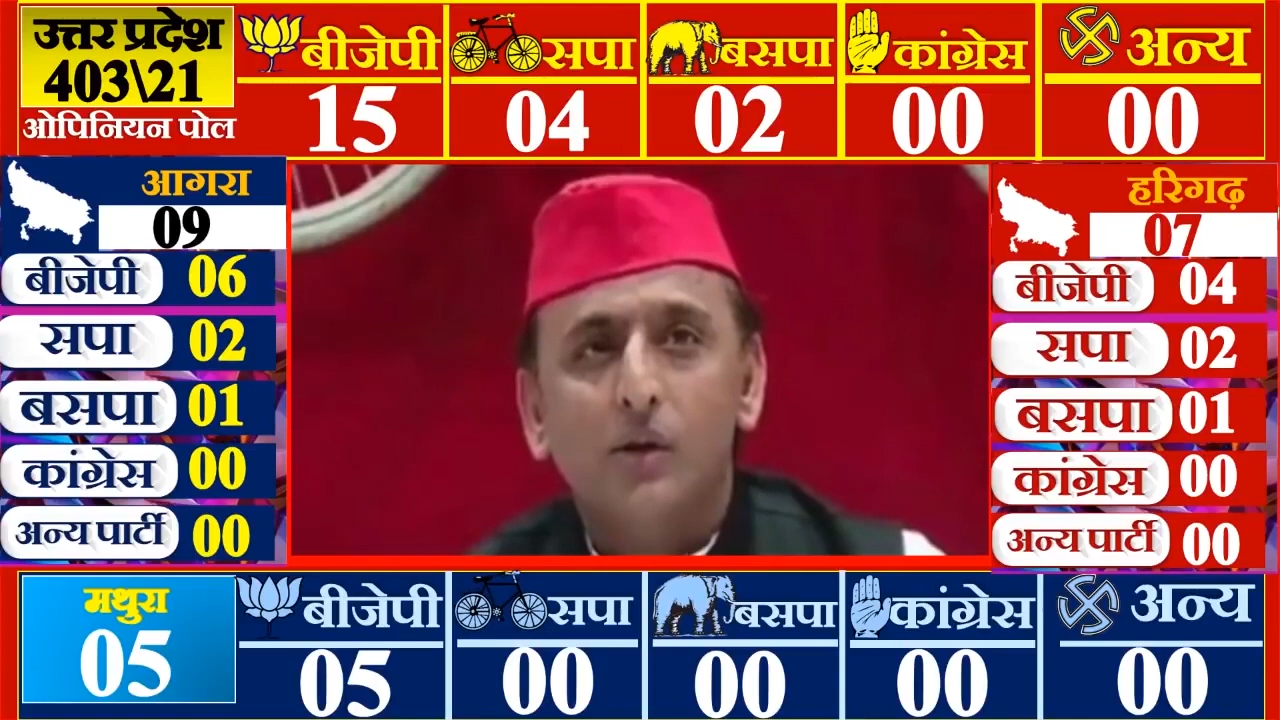 उत्तर प्रदेश
403\21
ओपिनियन पोल
बीजेपी
15
सपा
04
बसपा
02
कांग्रेस
00
अन्य
00
आगरा
09
बीजेपी 06
सपा 02
बसपा 01
कांग्रेस 00
अन्य पार्टी 00
हरिगढ़
07
बीजेपी 04
सपा 02
बसपा 01
कांग्रेस 00
अन्य पार्टी 00
मथुरा
05
बीजेपी
05
सपा
00
बसपा
00
कांग्रेस
00
अन्य
00